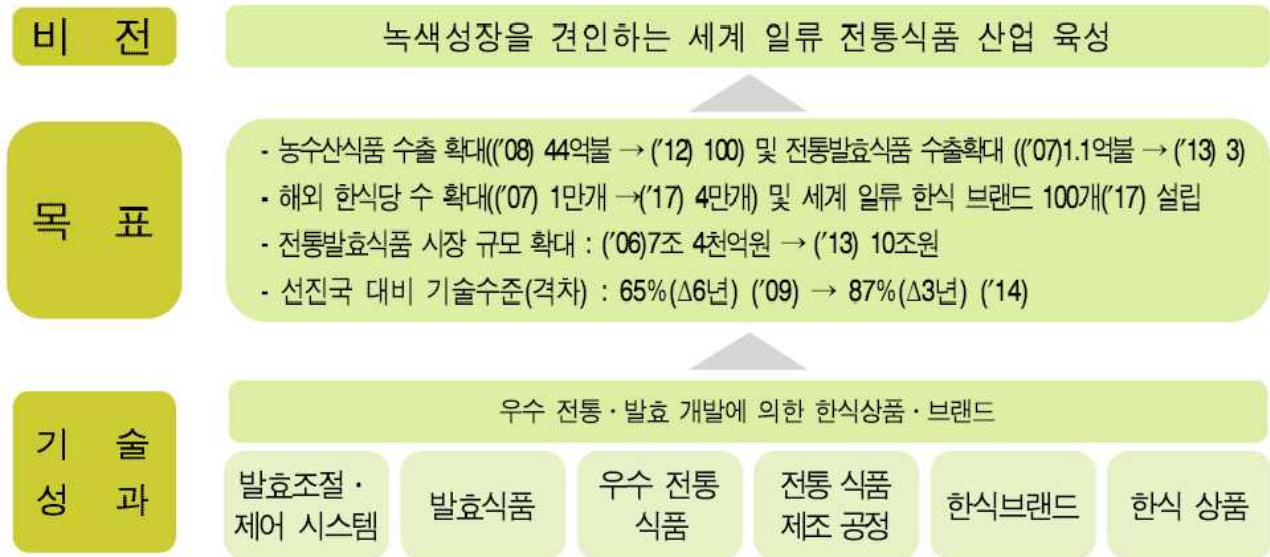 비 전
녹색성장을 견인하는 세계 일류 전통식품 산업 육성
목 표
- 농수산식품 수출 확대(('08) 44억불 → ('12) 100) 및 전통발효식품 수출확대 (('07)1.1억불 → ('13) 3)
- 해외 한식당 수 확대(('07) 1만개 →('17) 4만개) 및 세계 일류 한식 브랜드 100개('17) 설립
- 전통발효식품 시장 규모 확대 : ('06)7조 4천억원 → ('13) 10조원
- 선진국 대비 기술수준(격차) : 65%(Δ6년) ('09) → 87%(Δ3년) ('14)
기 술
성 과
우수 전통·발효 개발에 의한 한식상품·브랜드
발효조절·
제어 시스템
발효식품
우수 전통
식품
전통 식품
제조 공정
한식브랜드
한식 상품